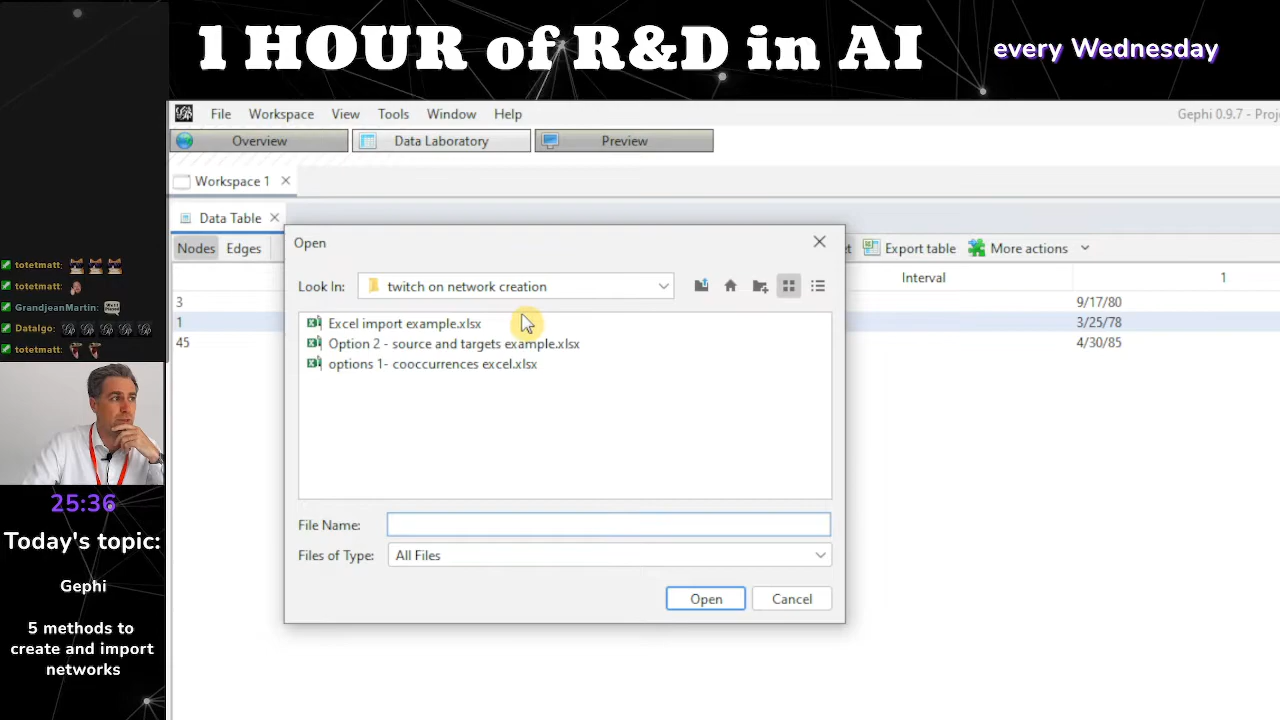 1 HOUR of R&D in AI
every Wednesday
File Workspace View Tools Window Help
Gephi 0.9.7 - Proj
Overview Data Laboratory Preview
Workspace 1
Data Table
Nodes Edges
Export table More actions
Interval 1
3 9/17/80
1 3/25/78
45 4/30/85
Open
Look In: twitch on network creation
Excel import example.xlsx
Option 2 - source and targets example.xlsx
options 1- cooccurrences excel.xlsx
File Name:
Files of Type: All Files
Open Cancel
totetmatt:
totetmatt:
GrandjeanMartin:
Datalgo:
totetmatt:
25:36
Today's topic:
Gephi
5 methods to
create and import
networks